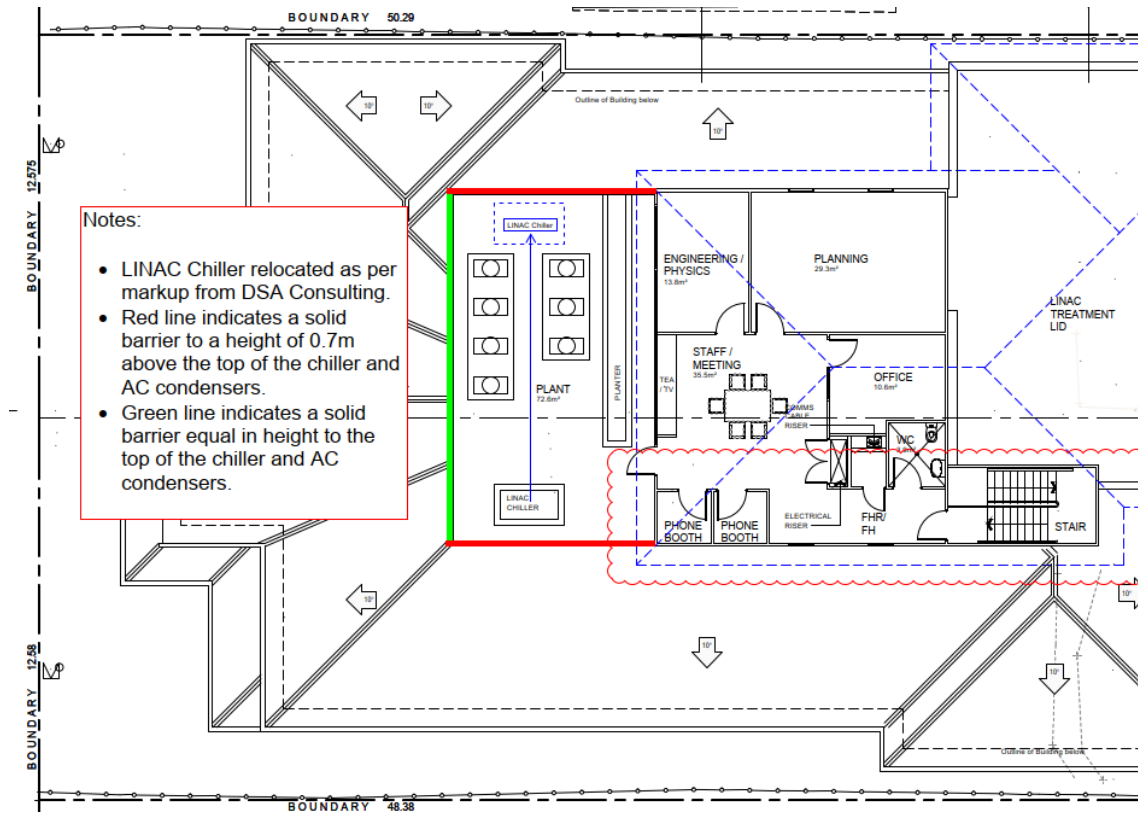 BOUNDARY 50.29
10°
10°
Outline of Building below
10°
BOUNDARY 12.575
Notes:
• LINAC Chiller relocated as per
markup from DSA Consulting.
• Red line indicates a solid
barrier to a height of 0.7m
above the top of the chiller and
AC condensers.
• Green line indicates a solid
barrier equal in height to the
top of the chiller and AC
condensers.
LINAC Chiller
PLANT
72.6m²
PLANTER
LINAC
CHILLER
ENGINEERING /
PHYSICS
13.8m²
PLANNING
29.3m²
LINAC
TREATMENT
LID
STAFF /
MEETING
35.5m²
TEA
/ TV
OFFICE
10.6m²
COMMS
CABLE
RISER
WC
PHONE
BOOTH
PHONE
BOOTH
ELECTRICAL
RISER
FHR/
FH
STAIR
10°
10°
10°
10°
BOUNDARY 12.58
Outline of Building below
BOUNDARY 48.38